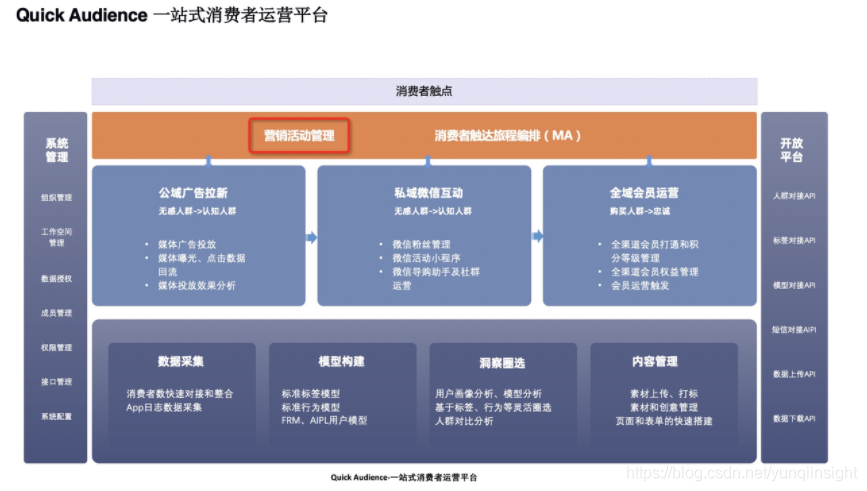 Quick Audience 一站式消费者运营平台
消费者触点
系统
管理
组织管理
工作空间
管理
数据授权
成员管理
权限管理
接口管理
系统配置
营销活动管理
消费者触达旅程编排（MA）
公域广告拉新
无感人群->认知人群
• 媒体广告投放
• 媒体曝光、点击数据
回流
• 媒体投放效果分析
私域微信互动
无感人群->认知人群
• 微信粉丝管理
• 微信活动小程序
• 微信导购助手及社群
运营
全域会员运营
购买人群->忠诚
• 全渠道会员打通和积
分等级管理
• 全渠道会员权益管理
• 会员运营触发
数据采集
消费者数快速对接和整合
App日志数据采集
模型构建
标准标签模型
标准行为模型
FRM、AIPL用户模型
洞察圈选
用户画像分析、模型分析
基于标签、行为等灵活圈选
人群对比分析
内容管理
素材上传、打标
素材和创意管理
页面和表单的快速搭建
开放
平台
人群对接API
标签对接API
模型对接API
短信对接AIPI
数据上传API
数据下载API
Quick Audience-一站式消费者运营平台
https://blog.csdn.net/yunqiinsight